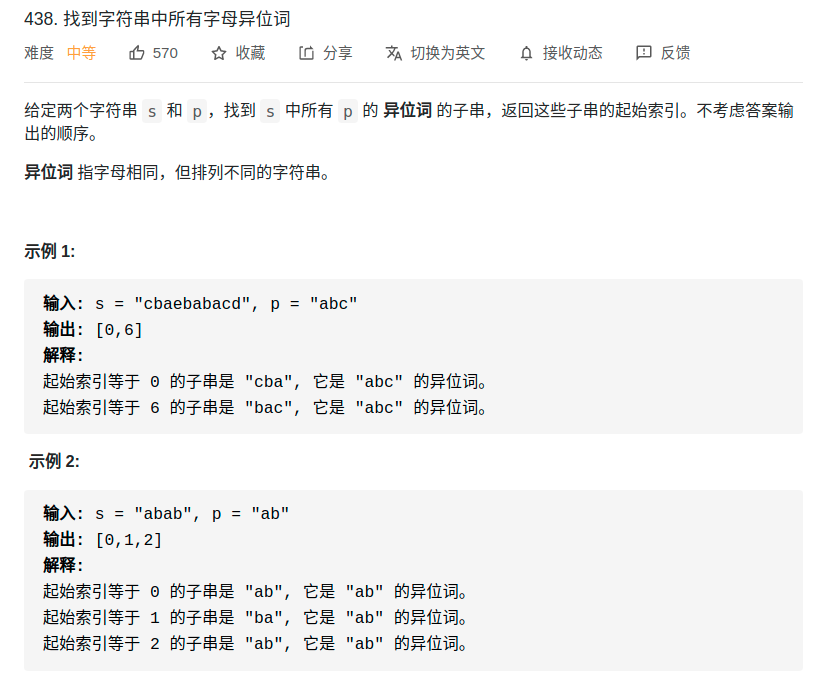 438. 找到字符串中所有字母异位词
难度 中等 570 收藏 分享 切换为英文 接收动态 反馈
给定两个字符串 s 和 p，找到 s 中所有 p 的 异位词 的子串，返回这些子串的起始索引。不考虑答案输
出的顺序。
异位词 指字母相同，但排列不同的字符串。
示例 1:
输入: s = "cbaebabacd", p = "abc"
输出: [0,6]
解释:
起始索引等于 0 的子串是 "cba", 它是 "abc" 的异位词。
起始索引等于 6 的子串是 "bac", 它是 "abc" 的异位词。
示例 2:
输入: s = "abab", p = "ab"
输出: [0,1,2]
解释:
起始索引等于 0 的子串是 "ab", 它是 "ab" 的异位词。
起始索引等于 1 的子串是 "ba", 它是 "ab" 的异位词。
起始索引等于 2 的子串是 "ab", 它是 "ab" 的异位词。